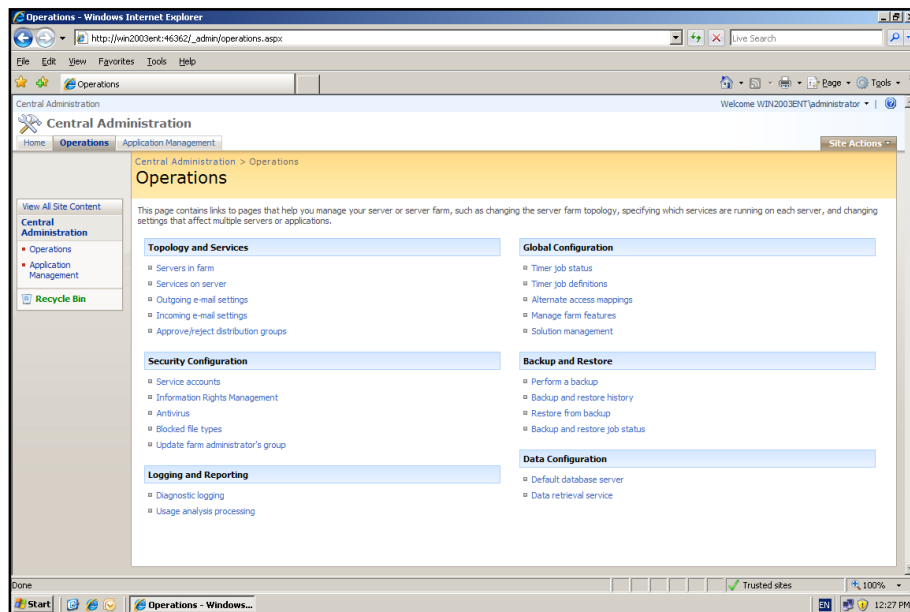 Operations - Windows Internet Explorer
http://win2003ent:46362/_admin/operations.aspx
Live Search
File Edit View Favorites Tools Help
Operations
Page Tools
Central Administration
Welcome WIN2003ENT\administrator
Central Administration
Home Operations Application Management
Site Actions
Central Administration > Operations
Operations
View All Site Content
Central Administration
Operations
Application Management
Recycle Bin
This page contains links to pages that help you manage your server or server farm, such as changing the server farm topology, specifying which services are running on each server, and changing
settings that affect multiple servers or applications.
Topology and Services
Servers in farm
Services on server
Outgoing e-mail settings
Incoming e-mail settings
Approve/reject distribution groups
Security Configuration
Service accounts
Information Rights Management
Antivirus
Blocked file types
Update farm administrator's group
Logging and Reporting
Diagnostic logging
Usage analysis processing
Global Configuration
Timer job status
Timer job definitions
Alternate access mappings
Manage farm features
Solution management
Backup and Restore
Perform a backup
Backup and restore history
Restore from backup
Backup and restore job status
Data Configuration
Default database server
Data retrieval service
Done
Trusted sites
100%
Start
Operations - Windows...
EN
12:27 PM